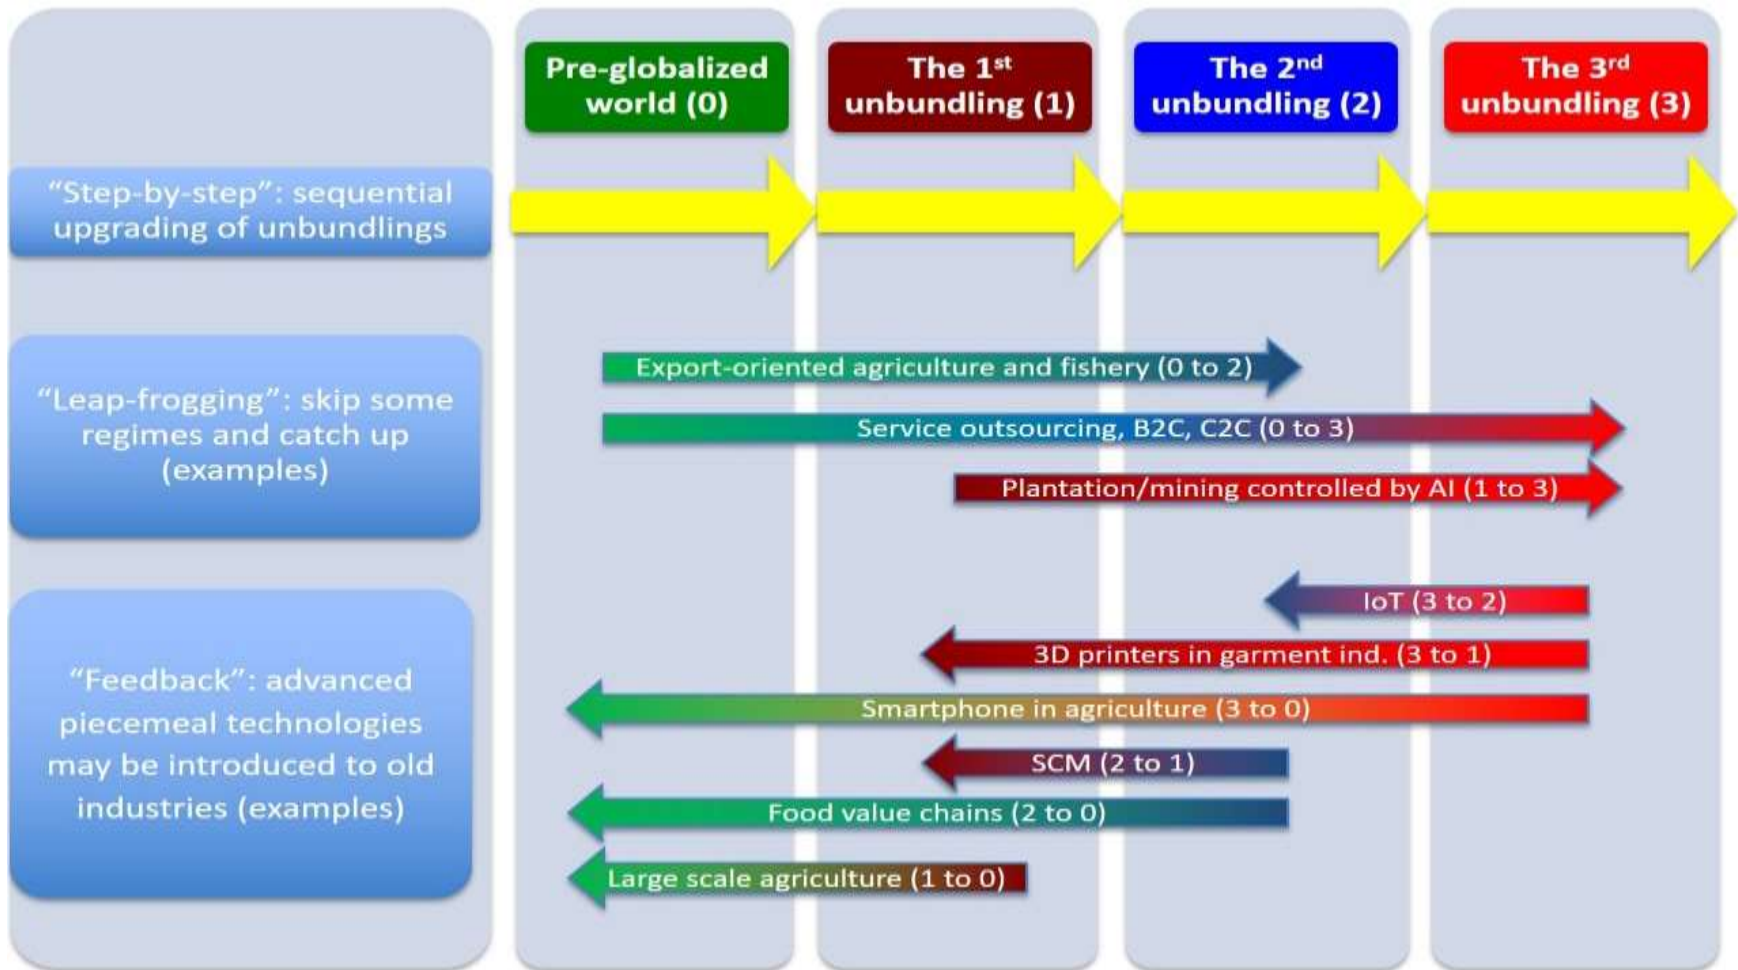 Pre-globalized
world (0)
The 1st
unbundling (1)
The 2nd
unbundling (2)
The 3rd
unbundling (3)
“Step-by-step”: sequential
upgrading of unbundlings
“Leap-frogging”: skip some
regimes and catch up
(examples)
Export-oriented agriculture and fishery (0 to 2)
Service outsourcing, B2C, C2C (0 to 3)
Plantation/mining controlled by AI (1 to 3)
“Feedback”: advanced
piecemeal technologies
may be introduced to old
industries (examples)
IoT (3 to 2)
3D printers in garment ind. (3 to 1)
Smartphone in agriculture (3 to 0)
SCM (2 to 1)
Food value chains (2 to 0)
Large scale agriculture (1 to 0)